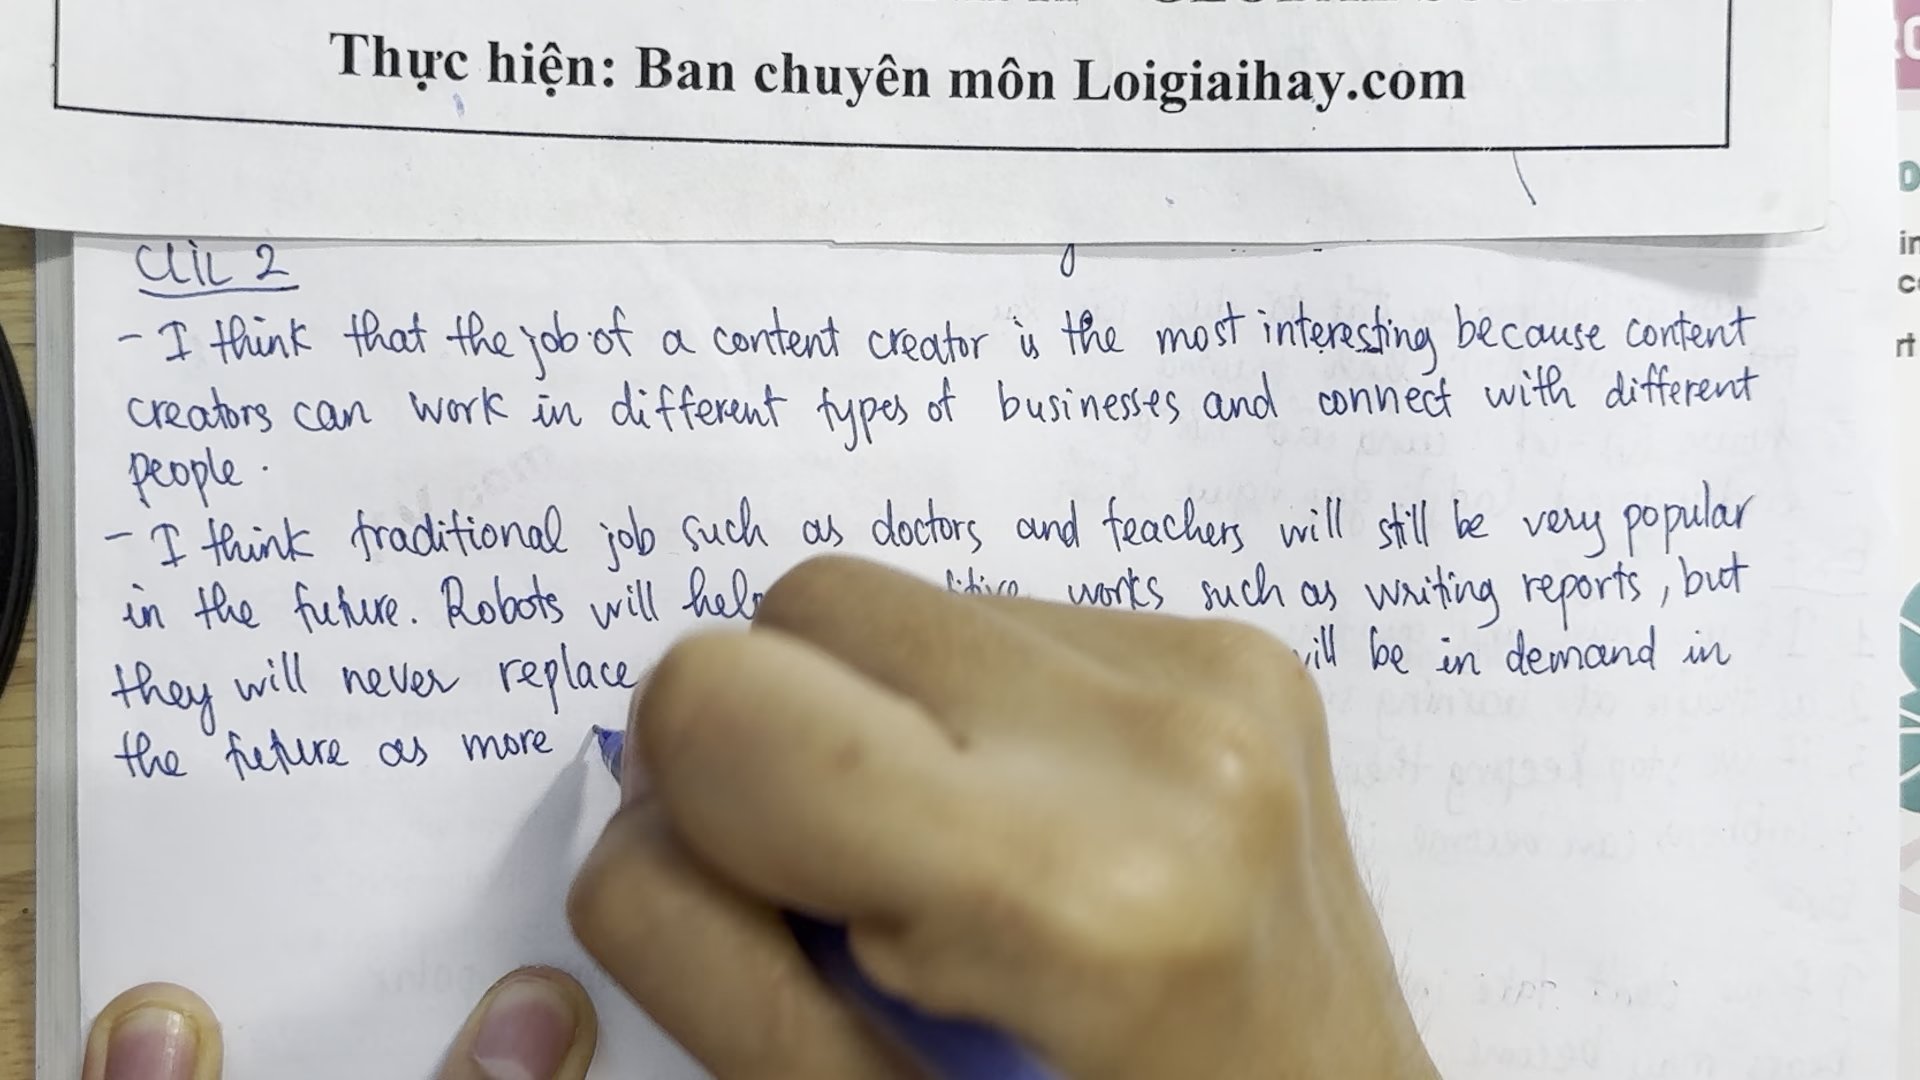 Thực hiện: Ban chuyên môn Loigiaihay.com
CLIL 2
- I think that the job of a content creator is the most interesting because content
creators can work in different types of businesses and connect with different
people.
- I think traditional job such as doctors and teachers will still be very popular
in the future. Robots will works such as writing reports, but
they will never replace will be in demand in
the future as more